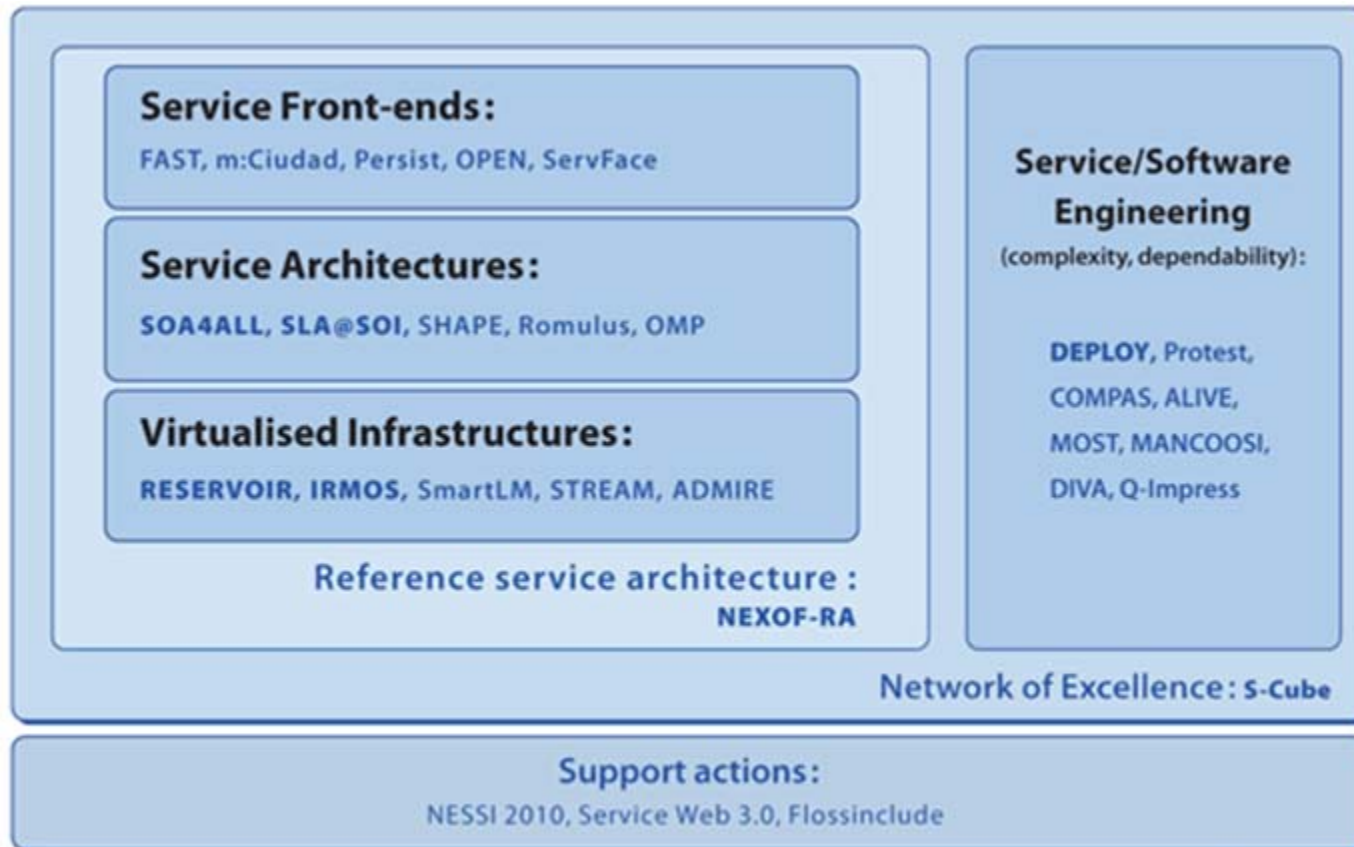 Service Front-ends:
FAST, m:Ciudad, Persist, OPEN, ServFace
Service Architectures:
SOA4ALL, SLA@SOI, SHAPE, Romulus, OMP
Virtualised Infrastructures:
RESERVOIR, IRMOS, SmartLM, STREAM, ADMIRE
Reference service architecture :
NEXOF-RA
Service/Software
Engineering
(complexity, dependability):
DEPLOY, Protest,
COMPAS, ALIVE,
MOST, MANCOOSI,
DIVA, Q-Impress
Network of Excellence: S-Cube
Support actions:
NESSI 2010, Service Web 3.0, Flossinclude